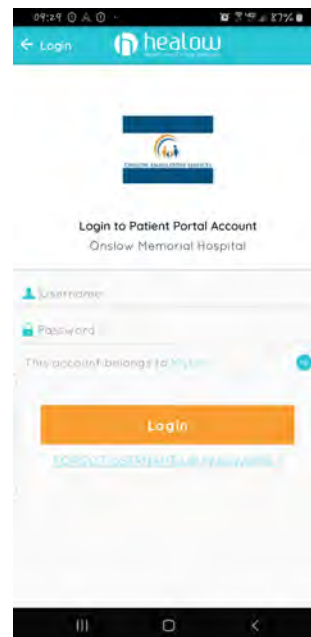 09:29
87%
← Login
healow
Login to Patient Portal Account
Onslow Memorial Hospital
Username
Password
This account belongs to
Login